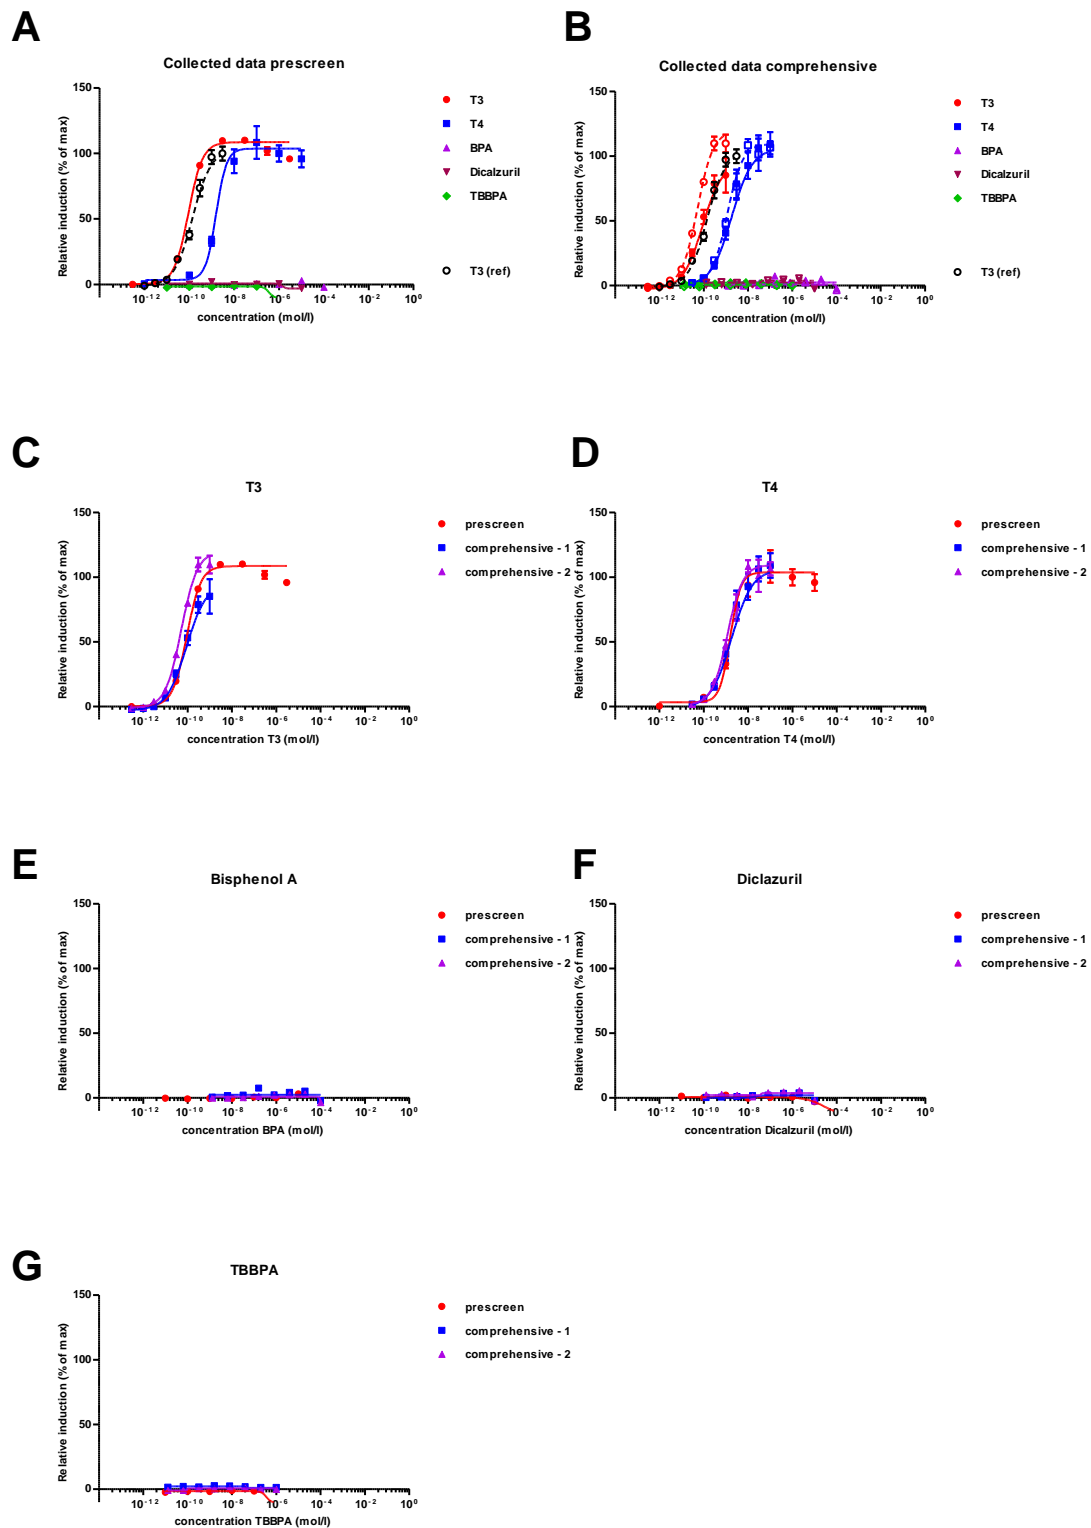 A
Collected data prescreen
Relative induction (% of max)
150
100
50
0
10-12
10-10
10-8
10-6
10-4
10-2
100
concentration (mol/l)
T3
T4
BPA
Dicalzuril
TBBPA
T3 (ref)
B
Collected data comprehensive
Relative induction (% of max)
150
100
50
0
10-12
10-10
10-8
10-6
10-4
10-2
100
concentration (mol/l)
T3
T4
BPA
Dicalzuril
TBBPA
T3 (ref)
C
T3
Relative induction (% of max)
150
100
50
0
10-12
10-10
10-8
10-6
10-4
10-2
100
concentration T3 (mol/l)
prescreen
comprehensive - 1
comprehensive - 2
D
T4
Relative induction (% of max)
150
100
50
0
10-12
10-10
10-8
10-6
10-4
10-2
100
concentration T4 (mol/l)
prescreen
comprehensive - 1
comprehensive - 2
E
Bisphenol A
Relative induction (% of max)
150
100
50
0
10-12
10-10
10-8
10-6
10-4
10-2
100
concentration BPA (mol/l)
prescreen
comprehensive - 1
comprehensive - 2
F
Diclazuril
Relative induction (% of max)
150
100
50
0
10-12
10-10
10-8
10-6
10-4
10-2
100
concentration Dicalzuril (mol/l)
prescreen
comprehensive - 1
comprehensive - 2
G
TBBPA
Relative induction (% of max)
150
100
50
0
10-12
10-10
10-8
10-6
10-4
10-2
100
concentration TBBPA (mol/l)
prescreen
comprehensive - 1
comprehensive - 2